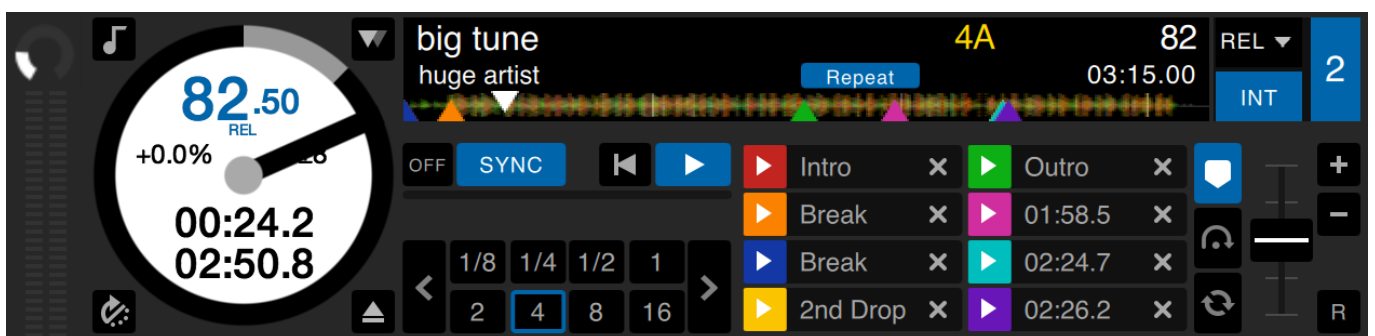 big tune 4A 82 REL
huge artist Repeat 03:15.00
INT
2
82.50
REL
+0.0%
00:24.2
02:50.8
OFF SYNC
1/8 1/4 1/2 1
2 4 8 16
Intro Outro
Break 01:58.5
Break 02:24.7
2nd Drop 02:26.2
+
-
R